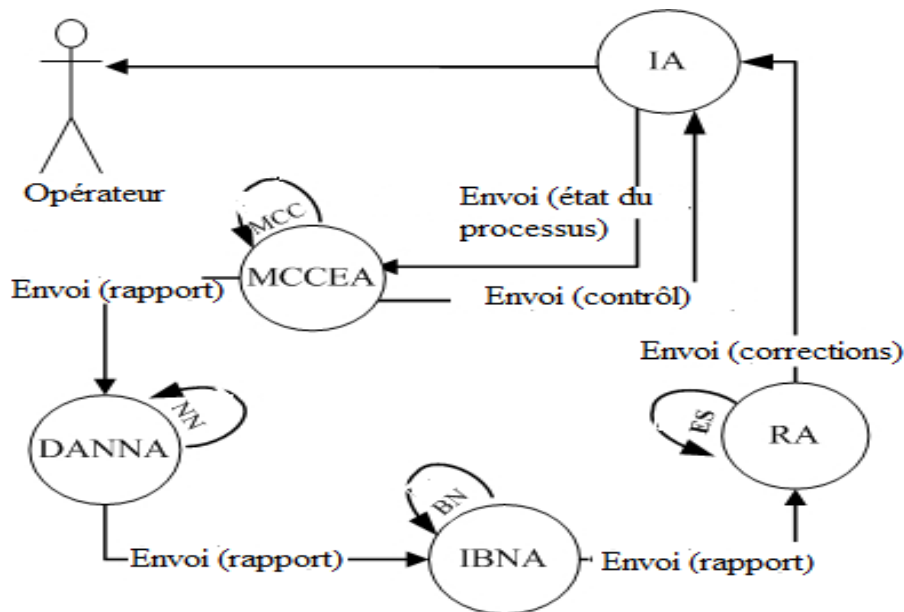 IA
Opérateur
Envoi (état du
processus)
MCC
MCCEA
Envoi (rapport)
Envoi (contrôl)
Envoi (corrections)
NN
DANNA
ES
RA
BN
IBNA
Envoi (rapport)
Envoi (rapport)